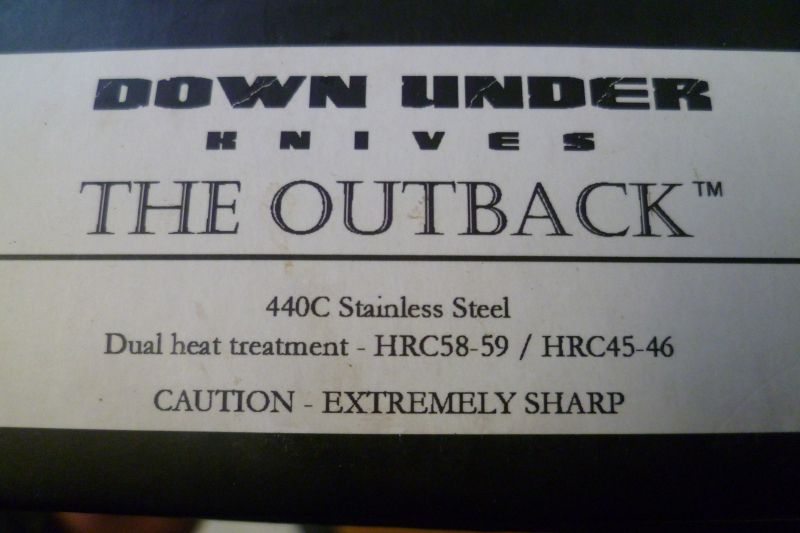 DOWN UNDER
KNIVES
THE OUTBACK™
440C Stainless Steel
Dual heat treatment - HRC58-59 / HRC45-46
CAUTION - EXTREMELY SHARP